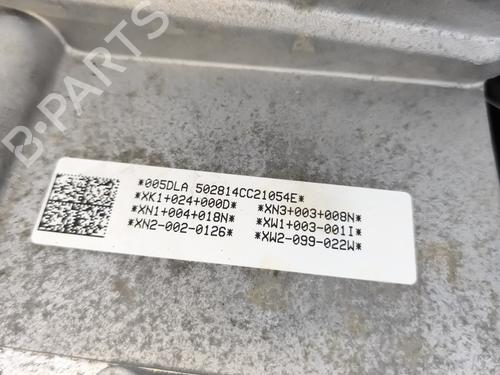 B-PARTS
*005DLA 502814CC21054E*
*XK1+024+000D*
*XN1+004+018N* *XN3+003+008N*
*XN2-002-0126* *XW1+003-001I*
*XW2-099-022W*